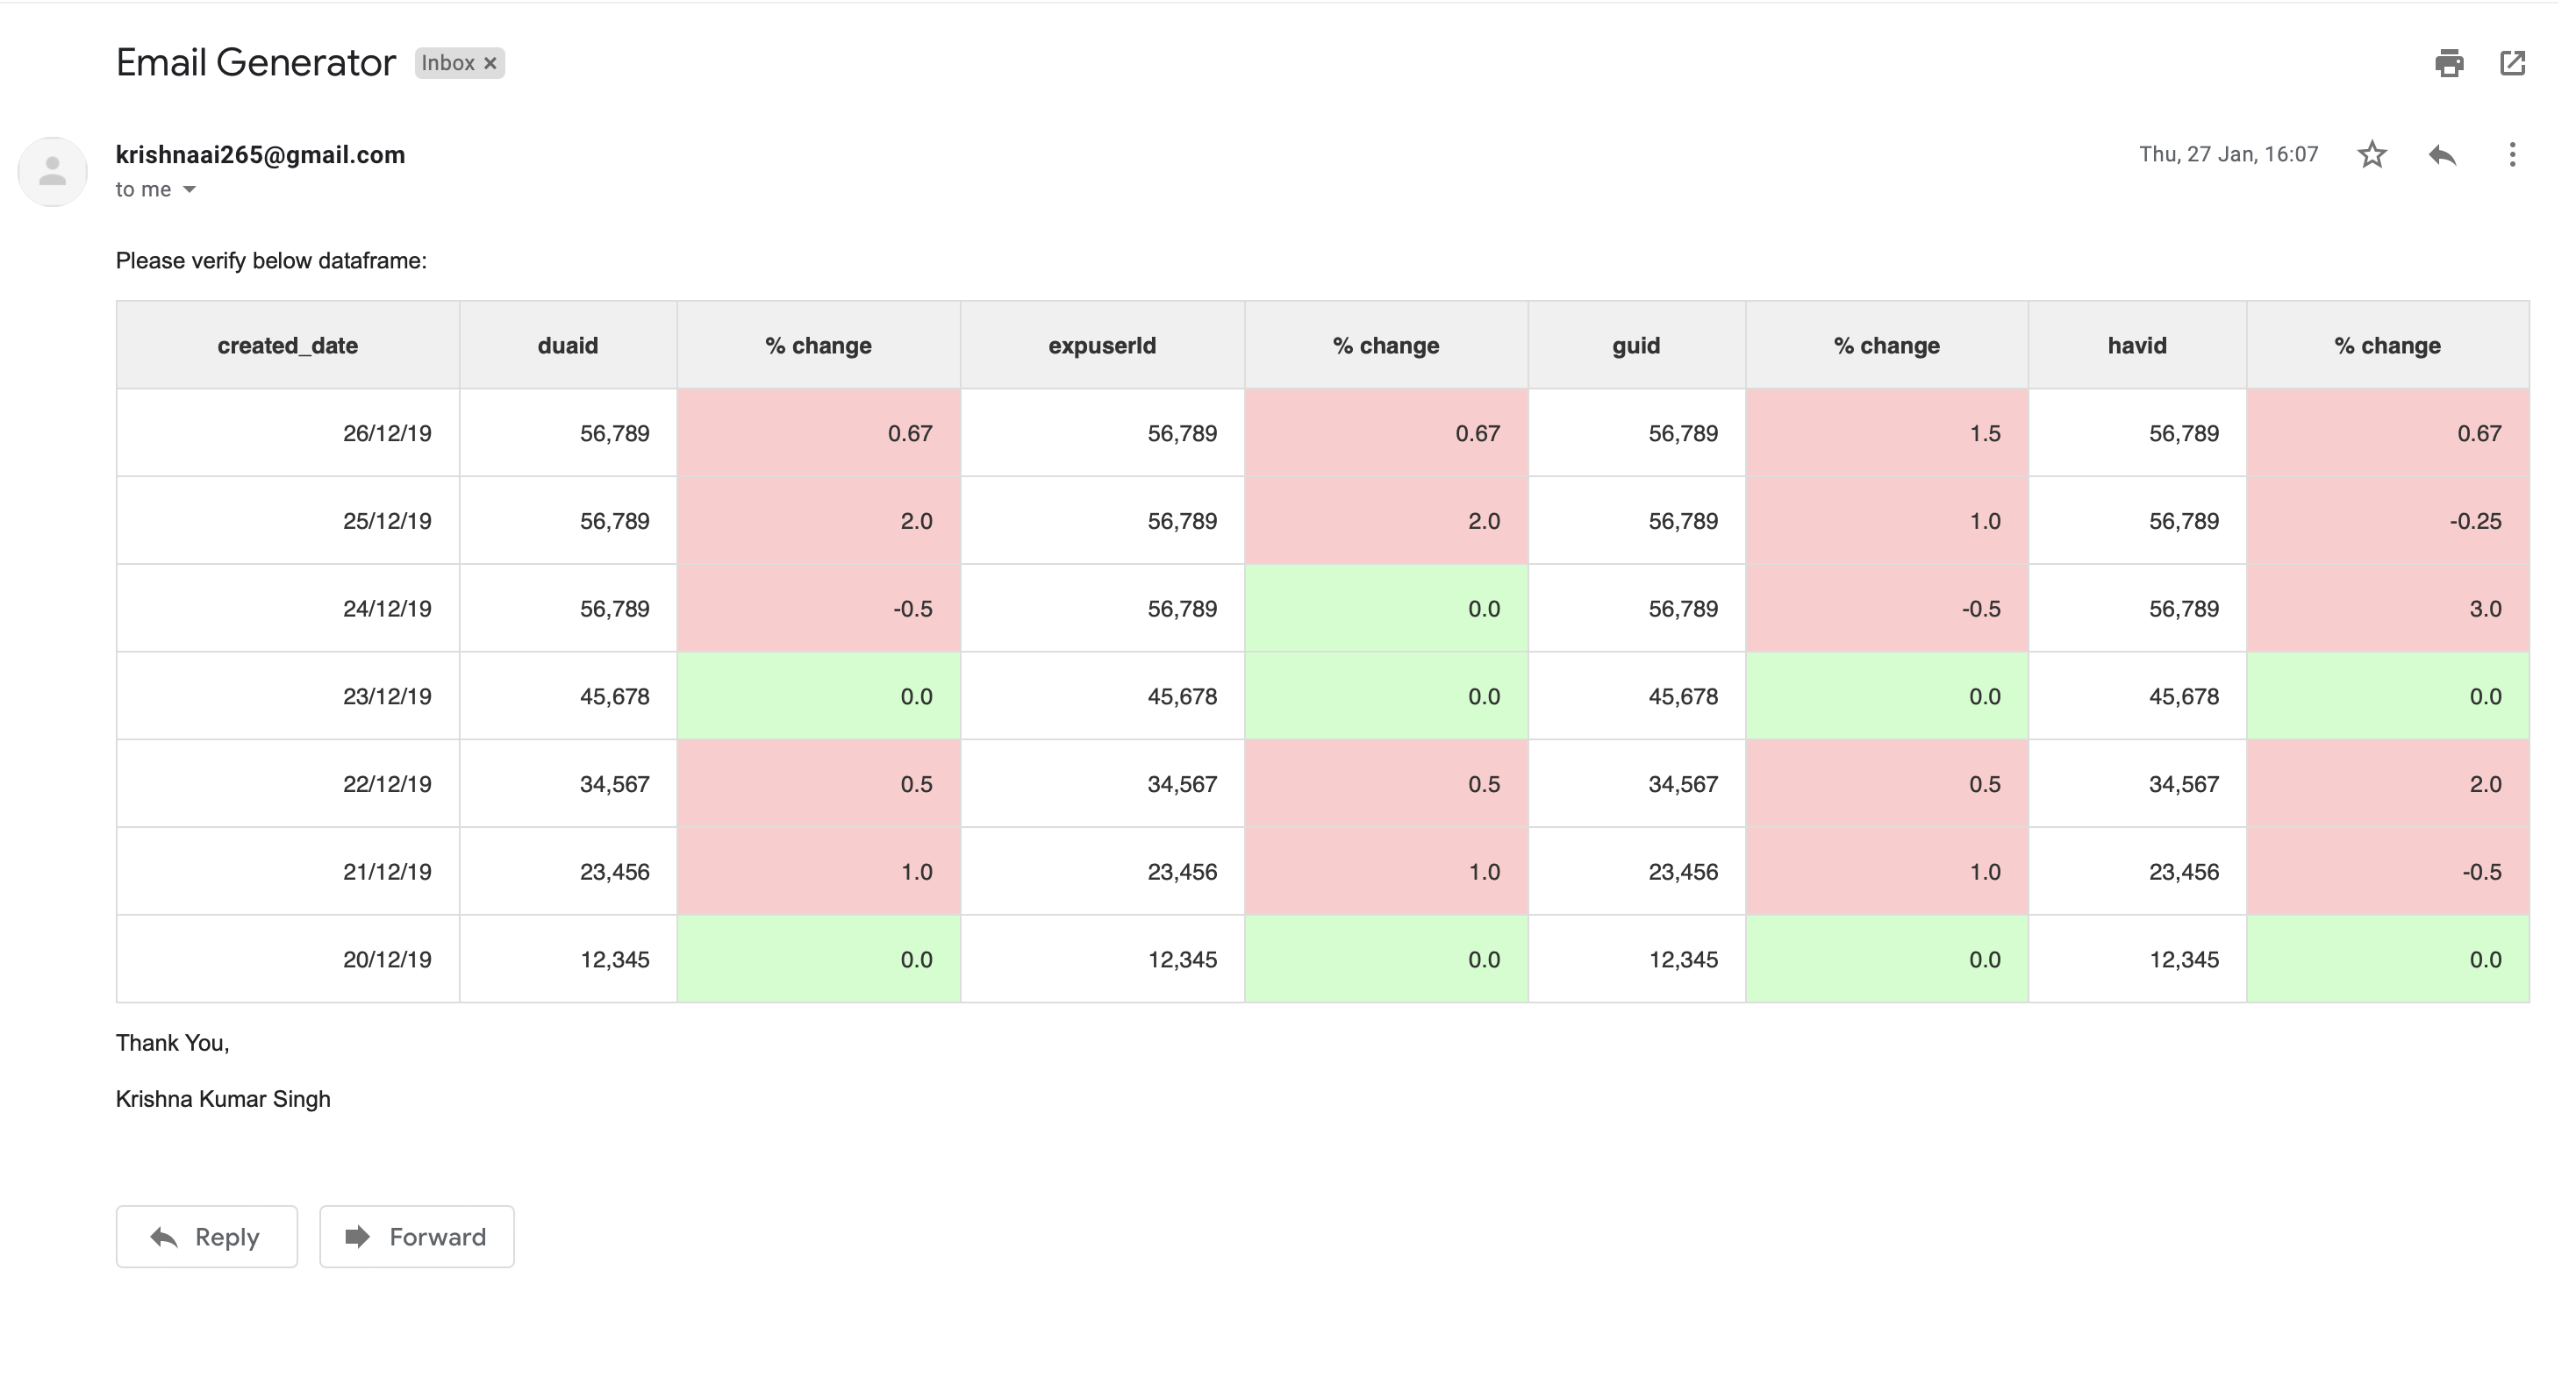 Email Generator Inbox ×
krishnaai265@gmail.com Thu, 27 Jan, 16:07
to me
Please verify below dataframe:
created_date duaid % change expuserId % change guid % change havid % change
26/12/19 56,789 0.67 56,789 0.67 56,789 1.5 56,789 0.67
25/12/19 56,789 2.0 56,789 2.0 56,789 1.0 56,789 -0.25
24/12/19 56,789 -0.5 56,789 0.0 56,789 -0.5 56,789 3.0
23/12/19 45,678 0.0 45,678 0.0 45,678 0.0 45,678 0.0
22/12/19 34,567 0.5 34,567 0.5 34,567 0.5 34,567 2.0
21/12/19 23,456 1.0 23,456 1.0 23,456 1.0 23,456 -0.5
20/12/19 12,345 0.0 12,345 0.0 12,345 0.0 12,345 0.0
Thank You,
Krishna Kumar Singh
Reply Forward